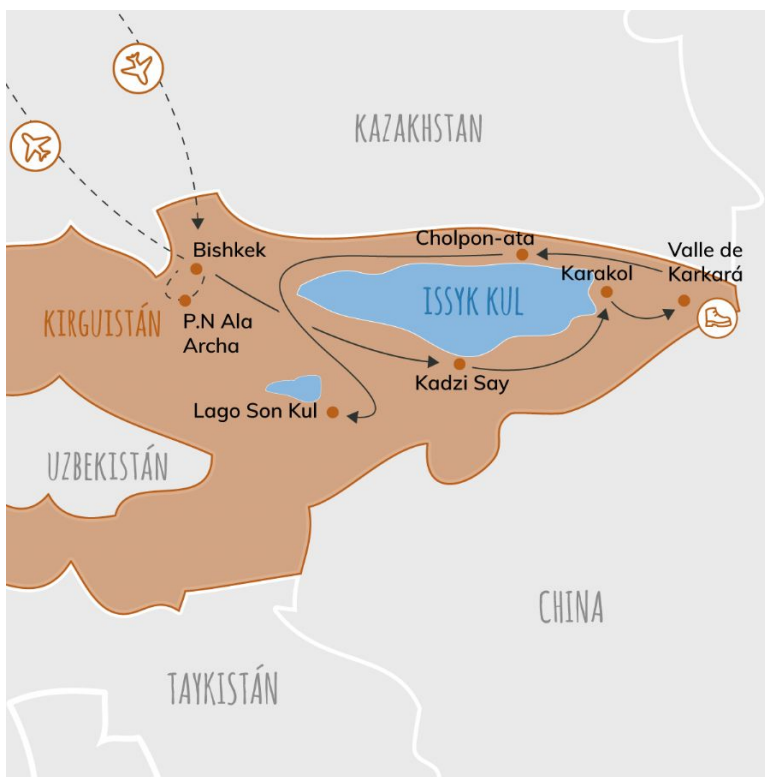 KAZAKHSTAN
Cholpon-ata
Bishkek
Valle de
Karkará
Karakol
ISSYK KUL
KIRGUISTÁN
P.N Ala
Archa
Kadzi Say
Lago Son Kul
UZBEKISTÁN
CHINA
TAYKISTÁN